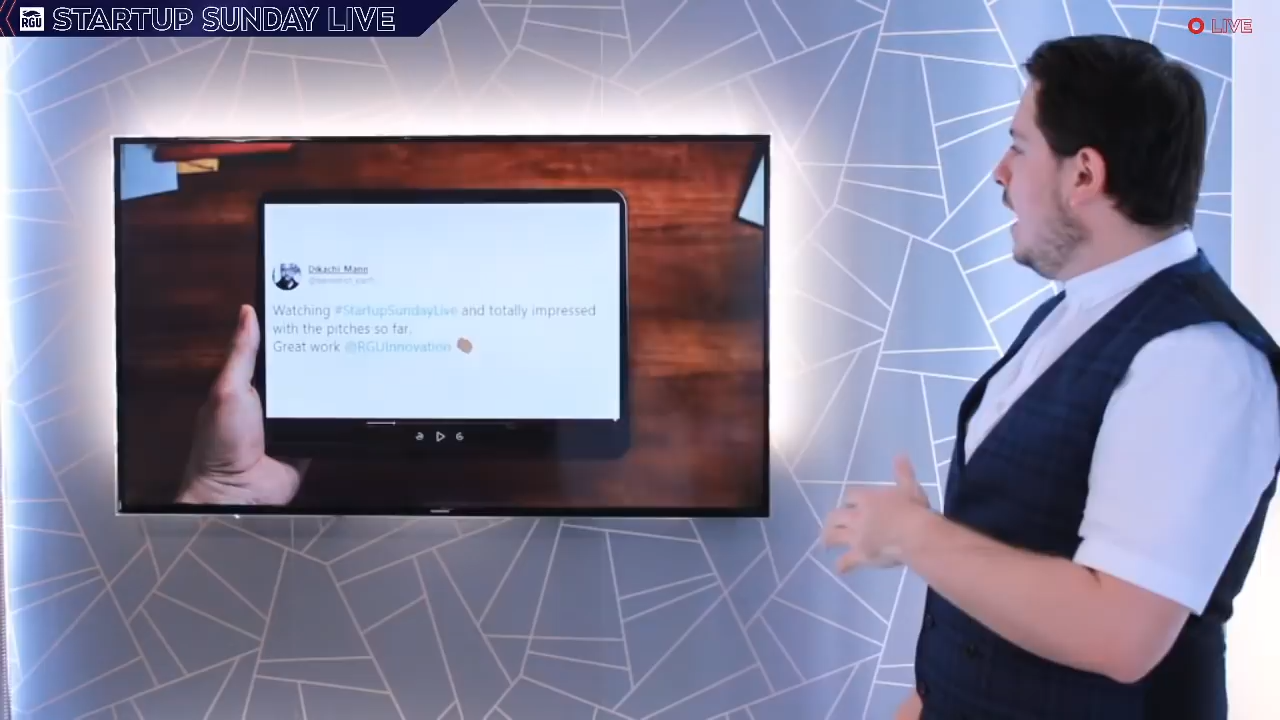 RGU STARTUP SUNDAY LIVE
LIVE
Dikachi Mann
Watching #StartupSundayLive and totally impressed
with the pitches so far.
Great work @RGUInnovation